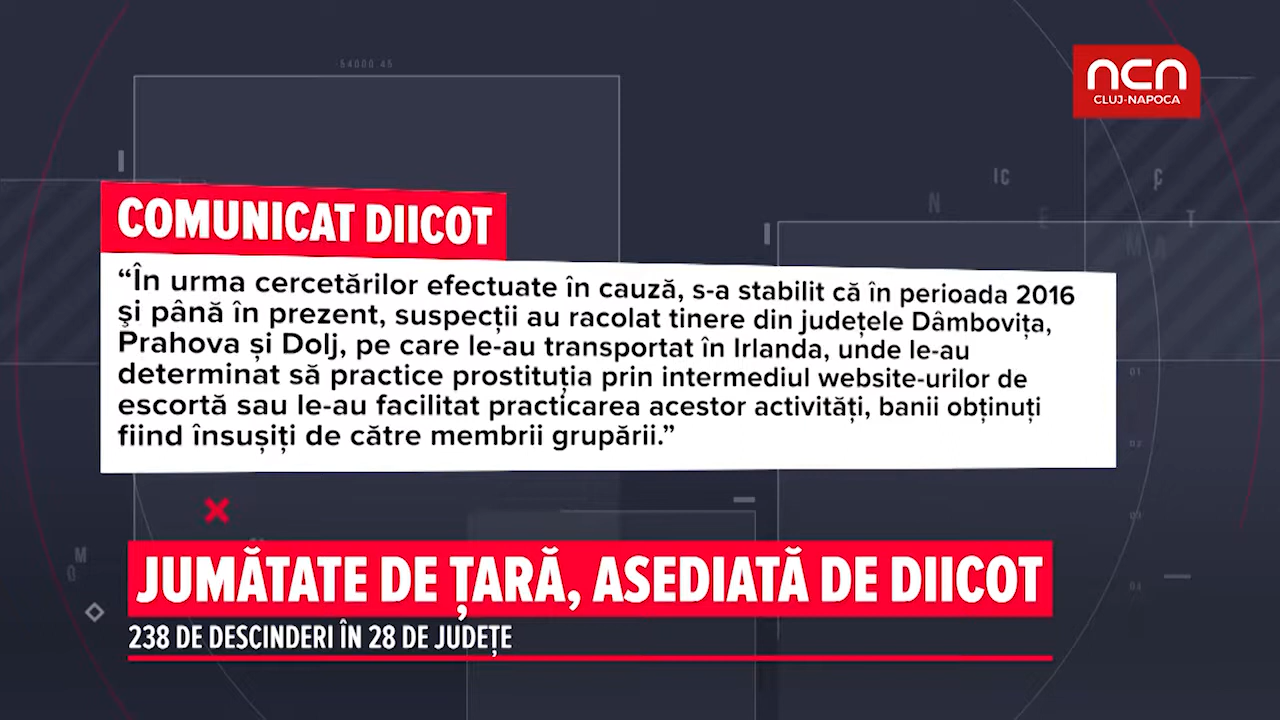 54000 45
ncn
CLUJ-NAPOCA
COMUNICAT DIICOT
“În urma cercetărilor efectuate în cauză, s-a stabilit că în perioada 2016
şi până în prezent, suspecții au racolat tinere din județele Dâmbovița,
Prahova și Dolj, pe care le-au transportat în Irlanda, unde le-au
determinat să practice prostituția prin intermediul website-urilor de
escortă sau le-au facilitat practicarea acestor activități, banii obținuți
fiind însușiți de către membrii grupării.”
JUMĂTATE DE ȚARĂ, ASEDIATĂ DE DIICOT
238 DE DESCINDERI ÎN 28 DE JUDEȚE